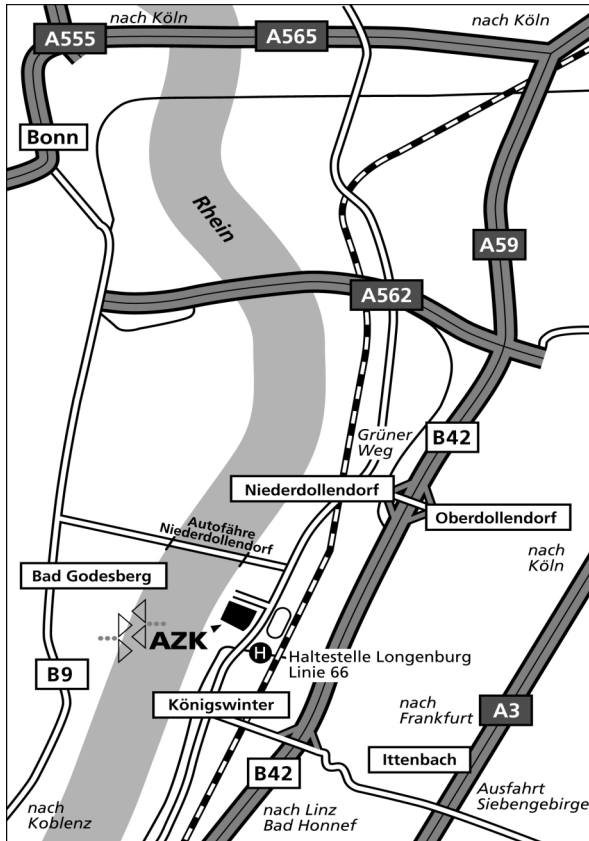 nach Köln
nach Köln
A555
A565
Bonn
Rhein
A59
A562
Grüner
Weg
B42
Niederdollendorf
Oberdollendorf
Autofähre
Niederdollendorf
nach
Köln
Bad Godesberg
AZK
H
Haltestelle Longenburg
Linie 66
B9
Königswinter
nach
Frankfurt
A3
Ittenbach
B42
Ausfahrt
Siebengebirge
nach
Koblenz
nach Linz
Bad Honnef